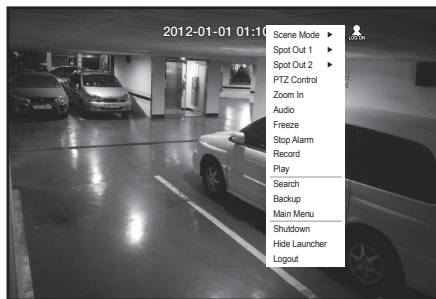 2012-01-01 01:10
LOG ON
Scene Mode ►
Spot Out 1 ►
Spot Out 2 ►
PTZ Control
Zoom In
Audio
Freeze
Stop Alarm
Record
Play
Search
Backup
Main Menu
Shutdown
Hide Launcher
Logout